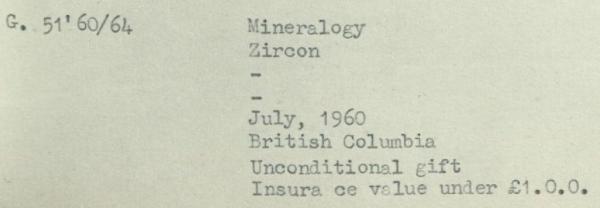 G. 51'60/64 Mineralogy
Zircon
-
-
July, 1960
British Columbia
Unconditional gift
Insura ce value under £1.0.0.